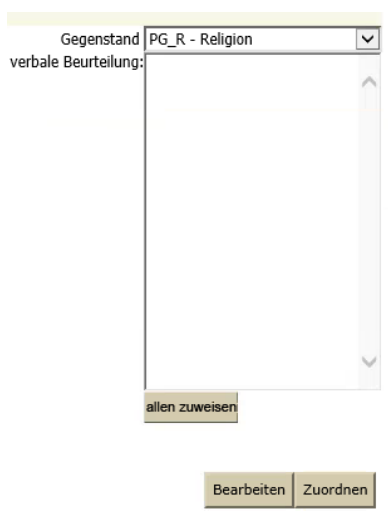 Gegenstand PG_R - Religion
verbale Beurteilung:
allen zuweisen
Bearbeiten Zuordnen